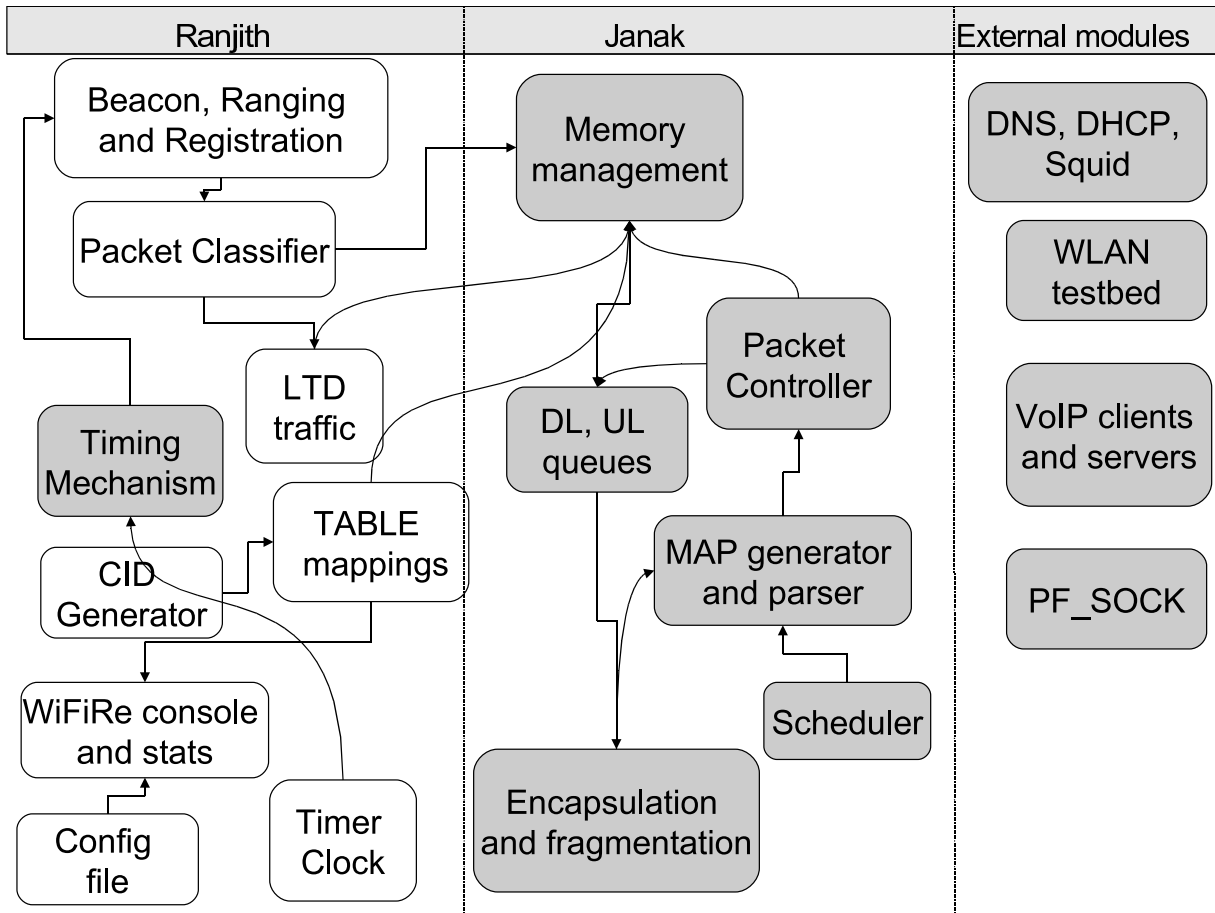 Ranjith
Janak
External modules
Beacon, Ranging
and Registration
Packet Classifier
LTD
traffic
Timing
Mechanism
CID
Generator
TABLE
mappings
WiFiRe console
and stats
Config
file
Timer
Clock
Memory
management
Packet
Controller
DL, UL
queues
MAP generator
and parser
Scheduler
Encapsulation
and fragmentation
DNS, DHCP,
Squid
WLAN
testbed
VoIP clients
and servers
PF_SOCK